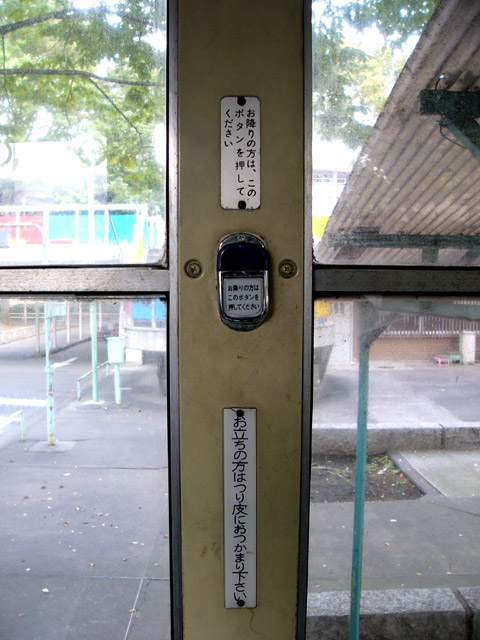 お降りの方は、この
ボタンを押して
ください
お降りの方は
このボタンを
押してください
お立ちの方はつり皮におつかまり下さい